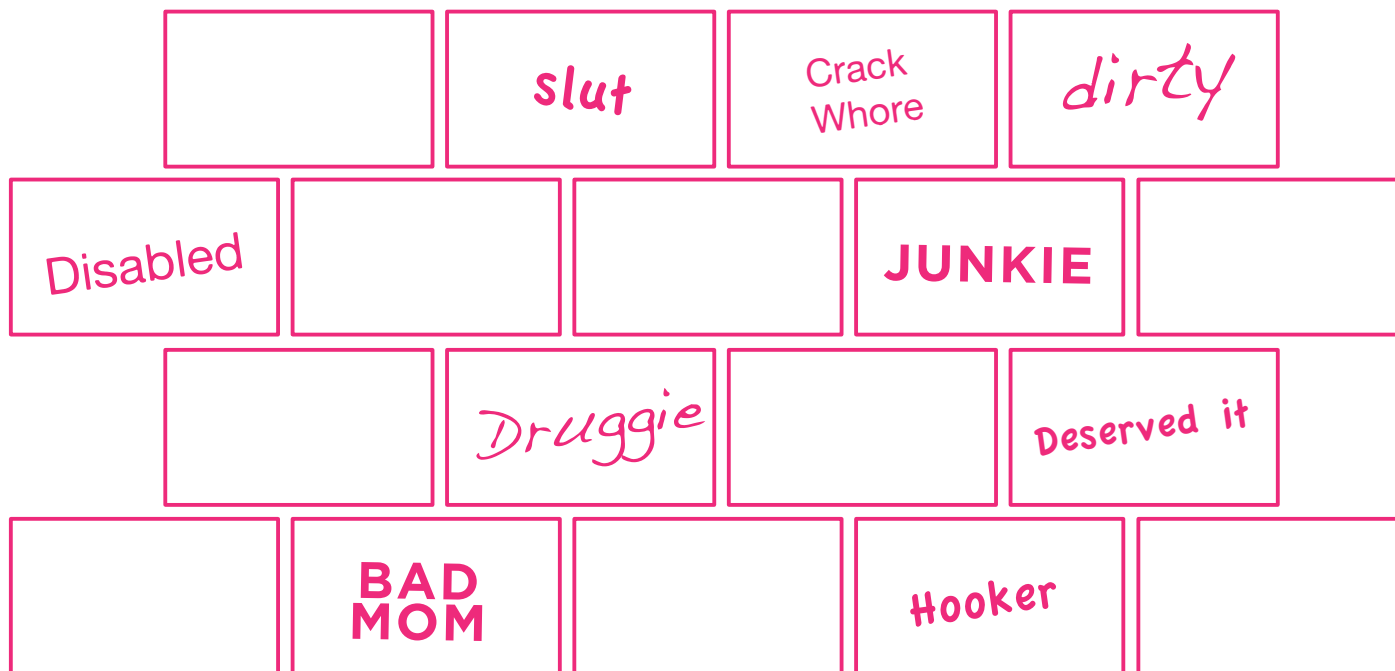 slut
Crack
Whore
dirty
Disabled
JUNKIE
Druggie
Deserved it
BAD
MOM
Hooker